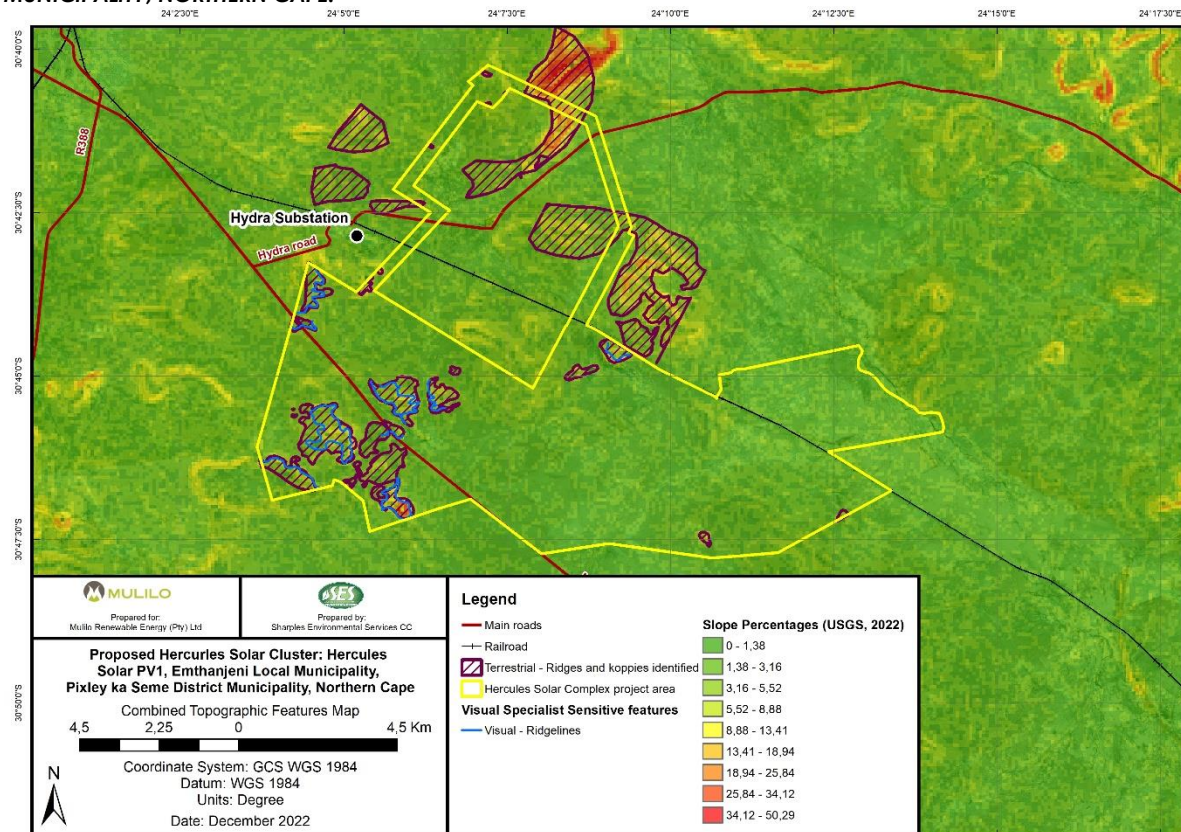 MUNICIPALITY, NORTHERN CAPE.
24°2'30"E 24°5'0"E 24°7'30"E 24°10'0"E 24°12'30"E 24°15'0"E 24°17'30"E
30°40'0"S
R388
30°42'30"S
Hydra Substation
Hydra road
30°45'0"S
30°47'30"S
30°50'0"S
MULILO
Prepared for:
Mulilo Renewable Energy (Pty) Ltd
SES
Prepared by:
Sharples Environmental Services CC
Proposed Hercurles Solar Cluster: Hercules
Solar PV1, Emthanjeni Local Municipality,
Pixley ka Seme District Municipality, Northern Cape
Combined Topographic Features Map
4,5 2,25 0 4,5 Km
Coordinate System: GCS WGS 1984
Datum: WGS 1984
Units: Degree
Date: December 2022
N
Legend
Main roads
Railroad
Terrestrial - Ridges and koppies identified
Hercules Solar Complex project area
Visual Specialist Sensitive features
Visual - Ridgelines
Slope Percentages (USGS, 2022)
0 - 1,38
1,38 - 3,16
3,16 - 5,52
5,52 - 8,88
8,88 - 13,41
13,41 - 18,94
18,94 - 25,84
25,84 - 34,12
34,12 - 50,29